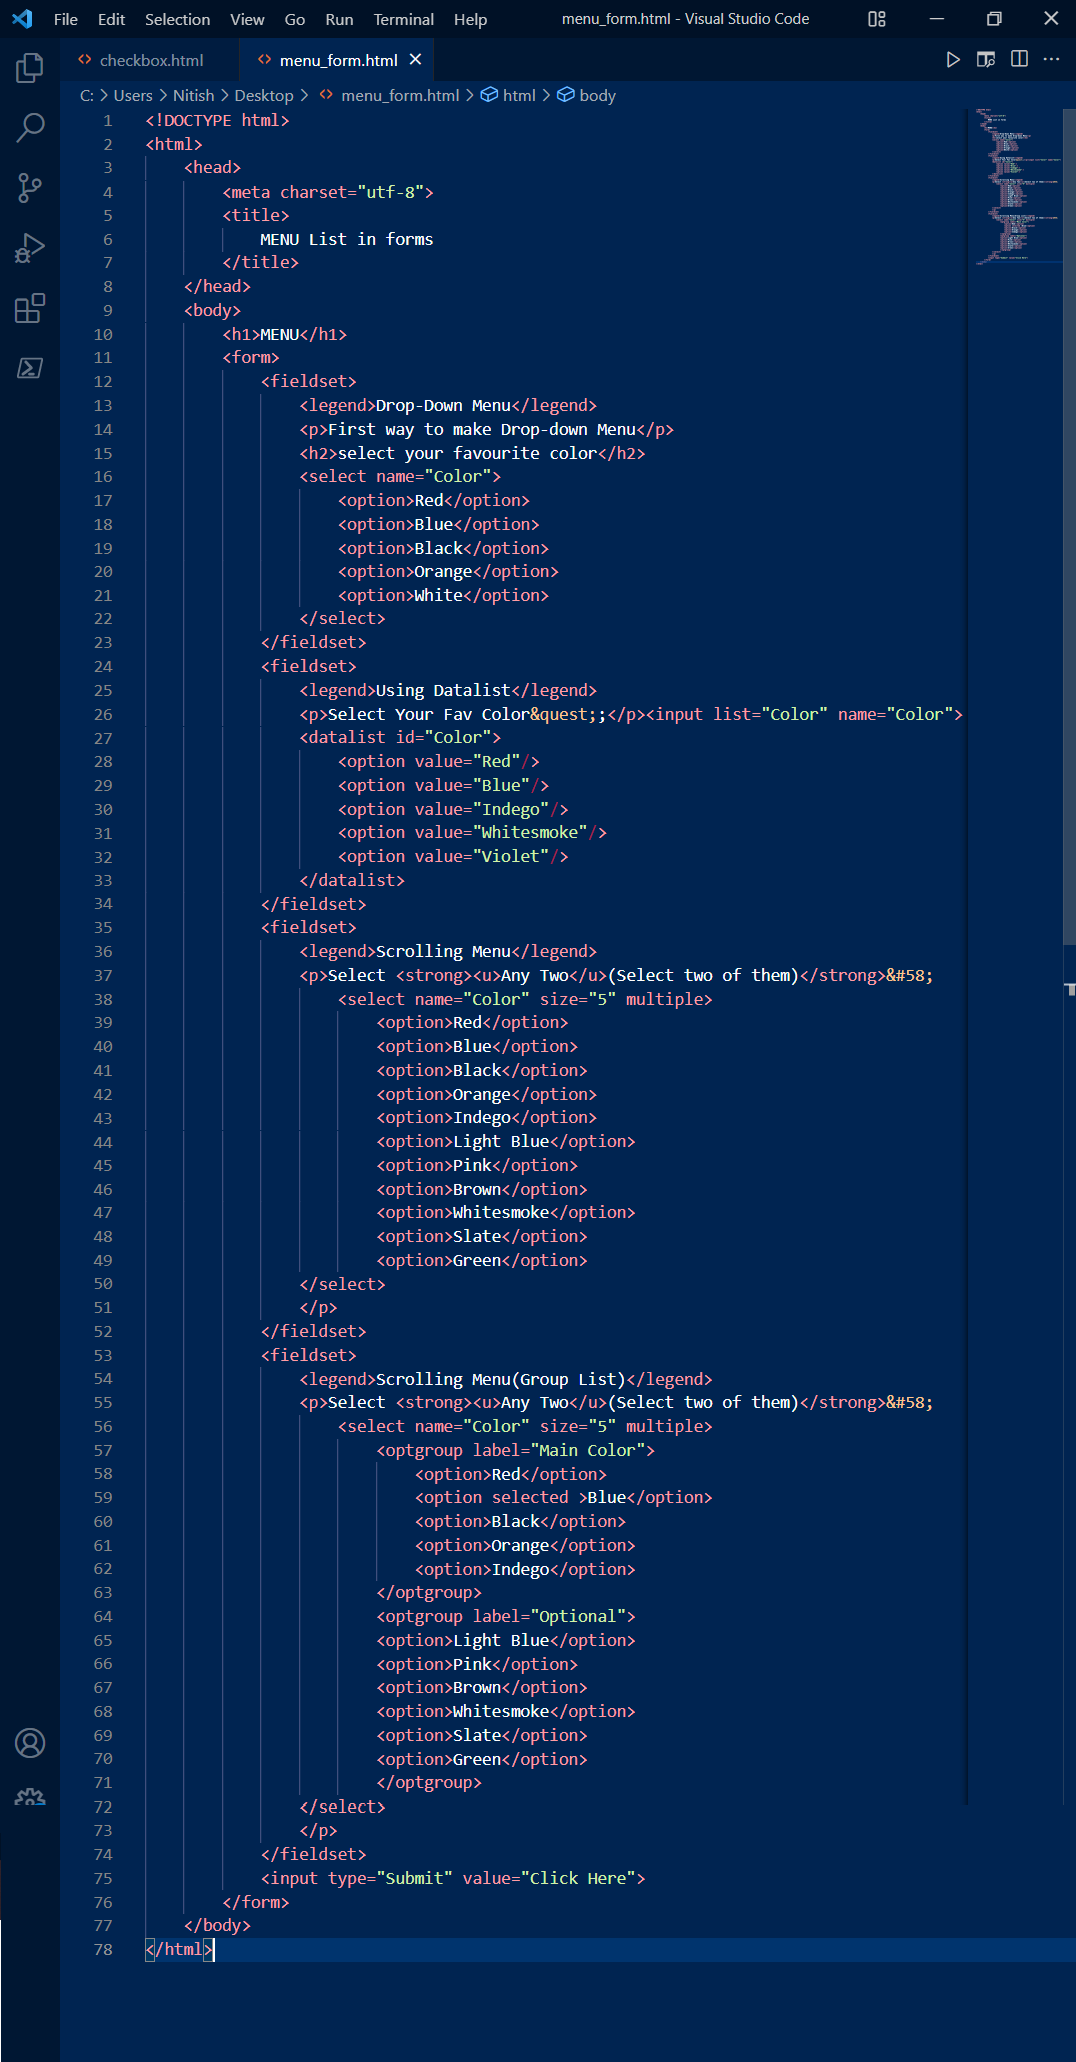 File Edit Selection View Go Run Terminal Help menu_form.html - Visual Studio Code
checkbox.html menu_form.html
C: > Users > Nitish > Desktop > menu_form.html > html > body
1 <!DOCTYPE html>
2 <html>
3 <head>
4 <meta charset="utf-8">
5 <title>
6 MENU List in forms
7 </title>
8 </head>
9 <body>
10 <h1>MENU</h1>
11 <form>
12 <fieldset>
13 <legend>Drop-Down Menu</legend>
14 <p>First way to make Drop-down Menu</p>
15 <h2>select your favourite color</h2>
16 <select name="Color">
17 <option>Red</option>
18 <option>Blue</option>
19 <option>Black</option>
20 <option>Orange</option>
21 <option>White</option>
22 </select>
23 </fieldset>
24 <fieldset>
25 <legend>Using Datalist</legend>
26 <p>Select Your Fav Color&quest;;</p><input list="Color" name="Color">
27 <datalist id="Color">
28 <option value="Red"/>
29 <option value="Blue"/>
30 <option value="Indego"/>
31 <option value="Whitesmoke"/>
32 <option value="Violet"/>
33 </datalist>
34 </fieldset>
35 <fieldset>
36 <legend>Scrolling Menu</legend>
37 <p>Select <strong><u>Any Two</u>(Select two of them)</strong>&#58;
38 <select name="Color" size="5" multiple>
39 <option>Red</option>
40 <option>Blue</option>
41 <option>Black</option>
42 <option>Orange</option>
43 <option>Indego</option>
44 <option>Light Blue</option>
45 <option>Pink</option>
46 <option>Brown</option>
47 <option>Whitesmoke</option>
48 <option>Slate</option>
49 <option>Green</option>
50 </select>
51 </p>
52 </fieldset>
53 <fieldset>
54 <legend>Scrolling Menu(Group List)</legend>
55 <p>Select <strong><u>Any Two</u>(Select two of them)</strong>&#58;
56 <select name="Color" size="5" multiple>
57 <optgroup label="Main Color">
58 <option>Red</option>
59 <option selected >Blue</option>
60 <option>Black</option>
61 <option>Orange</option>
62 <option>Indego</option>
63 </optgroup>
64 <optgroup label="Optional">
65 <option>Light Blue</option>
66 <option>Pink</option>
67 <option>Brown</option>
68 <option>Whitesmoke</option>
69 <option>Slate</option>
70 <option>Green</option>
71 </optgroup>
72 </select>
73 </p>
74 </fieldset>
75 <input type="Submit" value="Click Here">
76 </form>
77 </body>
78 </html>